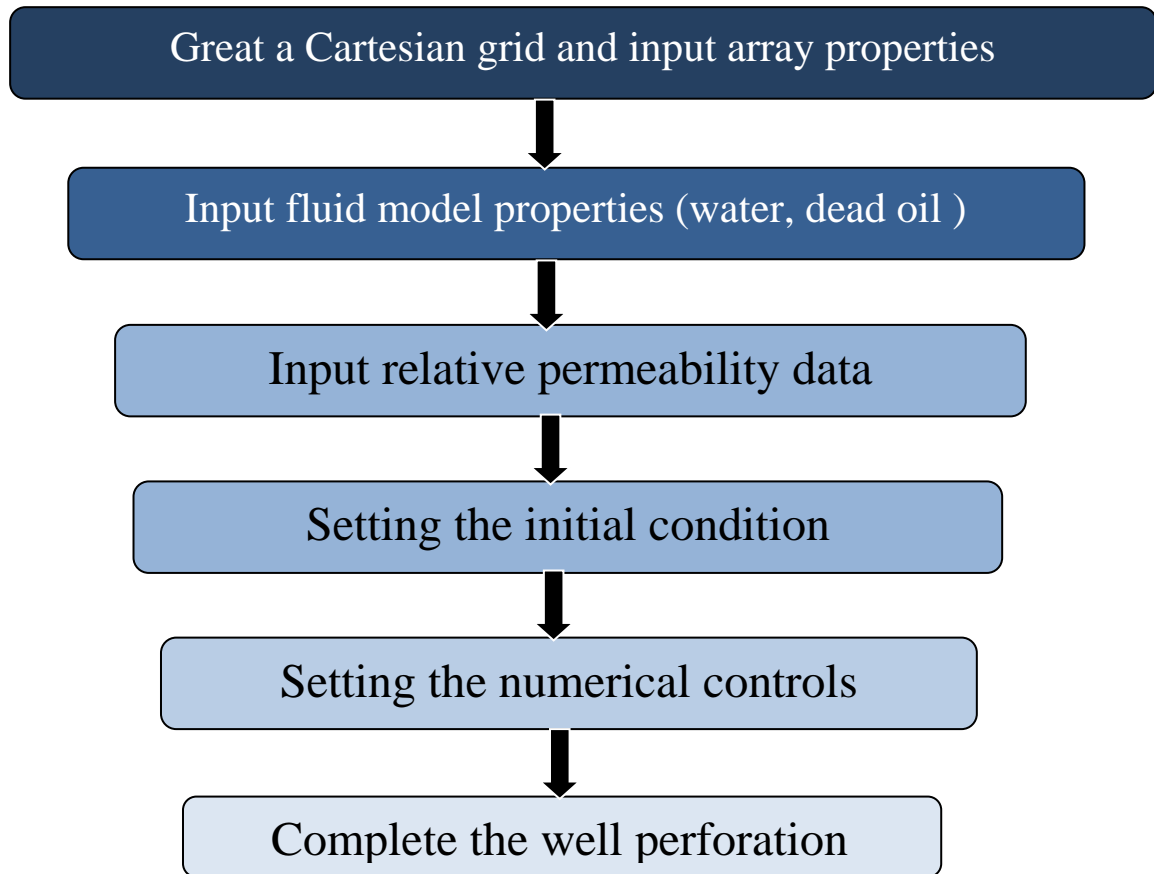 Great a Cartesian grid and input array properties
Input fluid model properties (water, dead oil )
Input relative permeability data
Setting the initial condition
Setting the numerical controls
Complete the well perforation